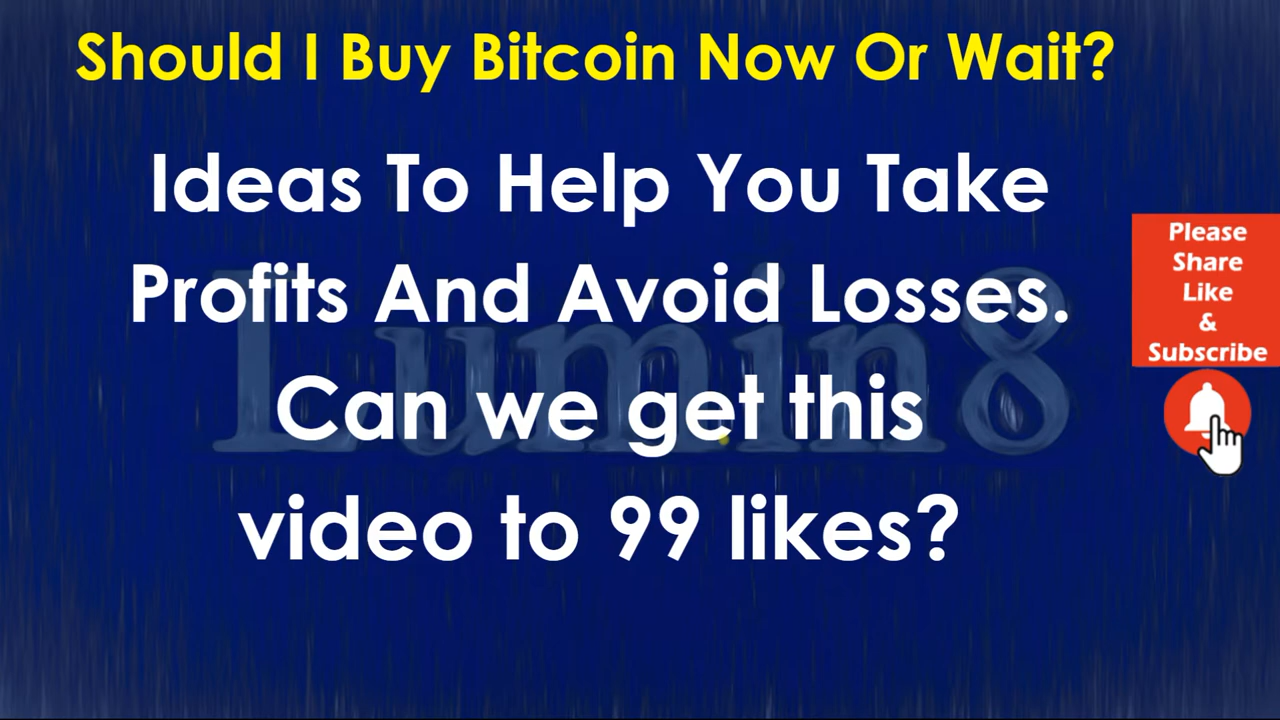 Should I Buy Bitcoin Now Or Wait?
Ideas To Help You Take
Profits And Avoid Losses.
Can we get this
video to 99 likes?
Lumin8
Please
Share
Like
&
Subscribe